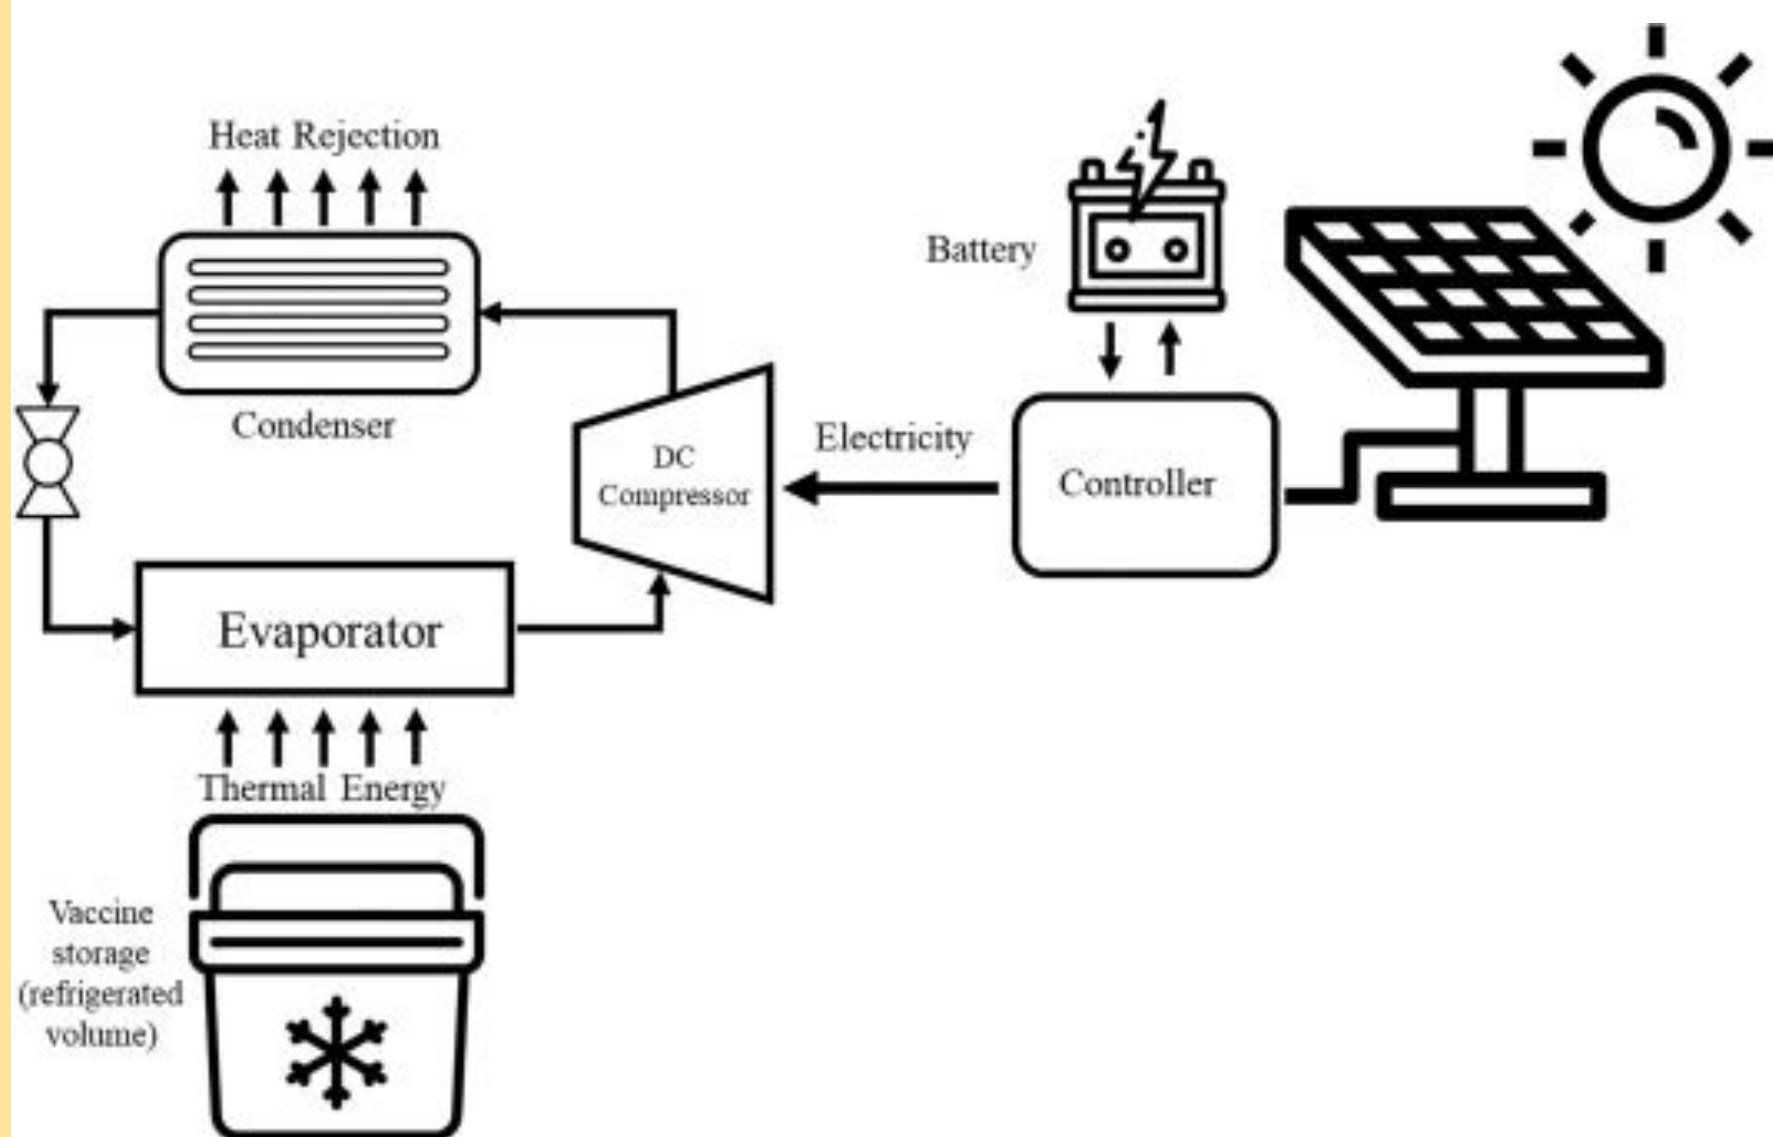 Heat Rejection
Battery
Condenser
Electricity
DC
Compressor
Controller
Evaporator
Thermal Energy
Vaccine
storage
(refrigerated
volume)